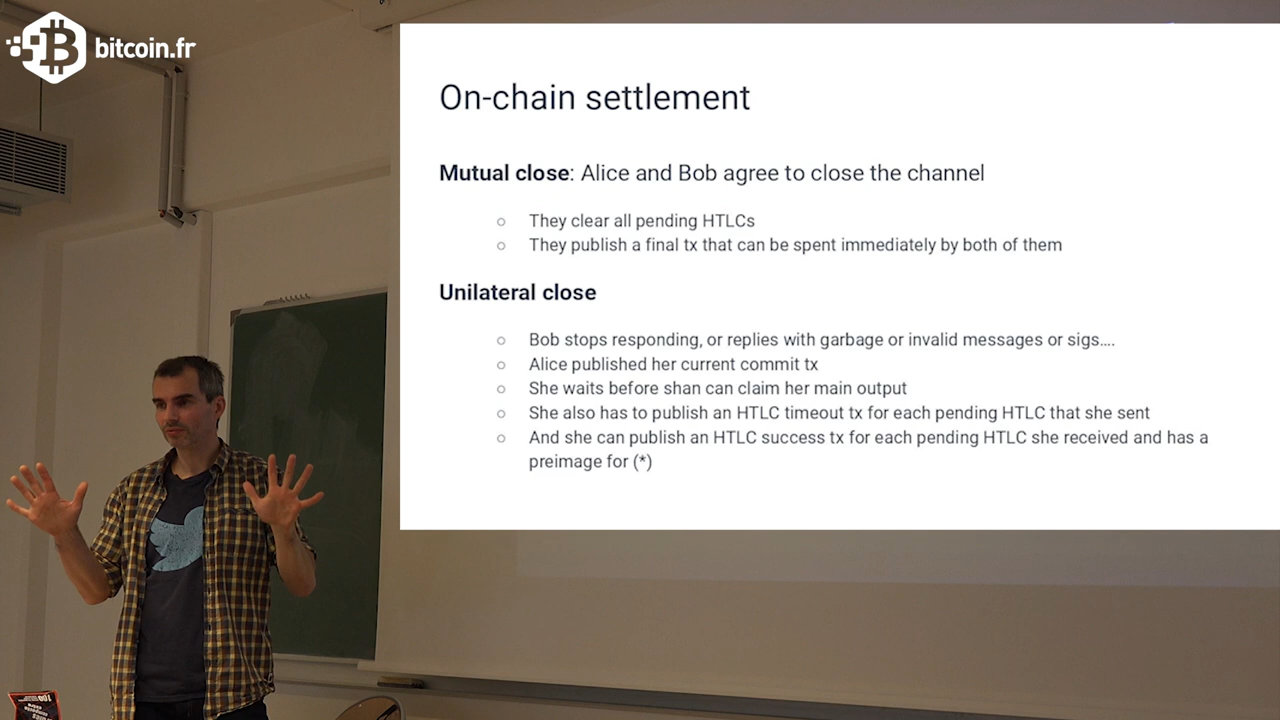 bitcoin.fr
On-chain settlement
Mutual close: Alice and Bob agree to close the channel
○ They clear all pending HTLCs
○ They publish a final tx that can be spent immediately by both of them
Unilateral close
○ Bob stops responding, or replies with garbage or invalid messages or sigs....
○ Alice published her current commit tx
○ She waits before shan can claim her main output
○ She also has to publish an HTLC timeout tx for each pending HTLC that she sent
○ And she can publish an HTLC success tx for each pending HTLC she received and has a
preimage for (*)